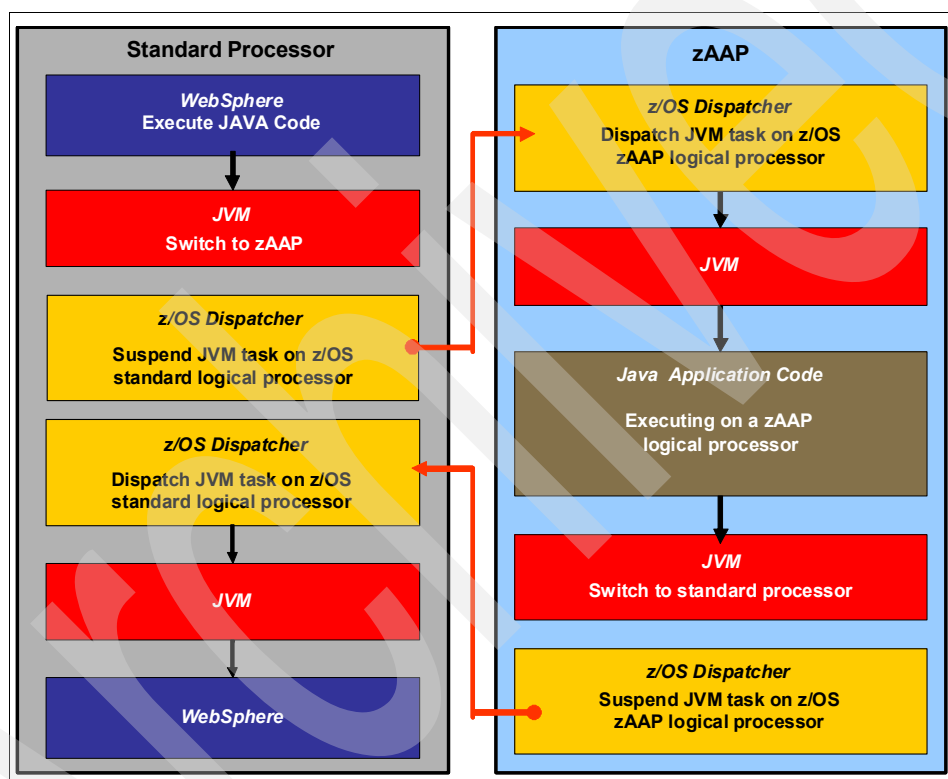 Standard Processor
WebSphere
Execute JAVA Code
JVM
Switch to zAAP
z/OS Dispatcher
Suspend JVM task on z/OS
standard logical processor
z/OS Dispatcher
Dispatch JVM task on z/OS
standard logical processor
JVM
WebSphere
zAAP
z/OS Dispatcher
Dispatch JVM task on z/OS
zAAP logical processor
JVM
Java Application Code
Executing on a zAAP
logical processor
JVM
Switch to standard processor
z/OS Dispatcher
Suspend JVM task on z/OS
zAAP logical processor